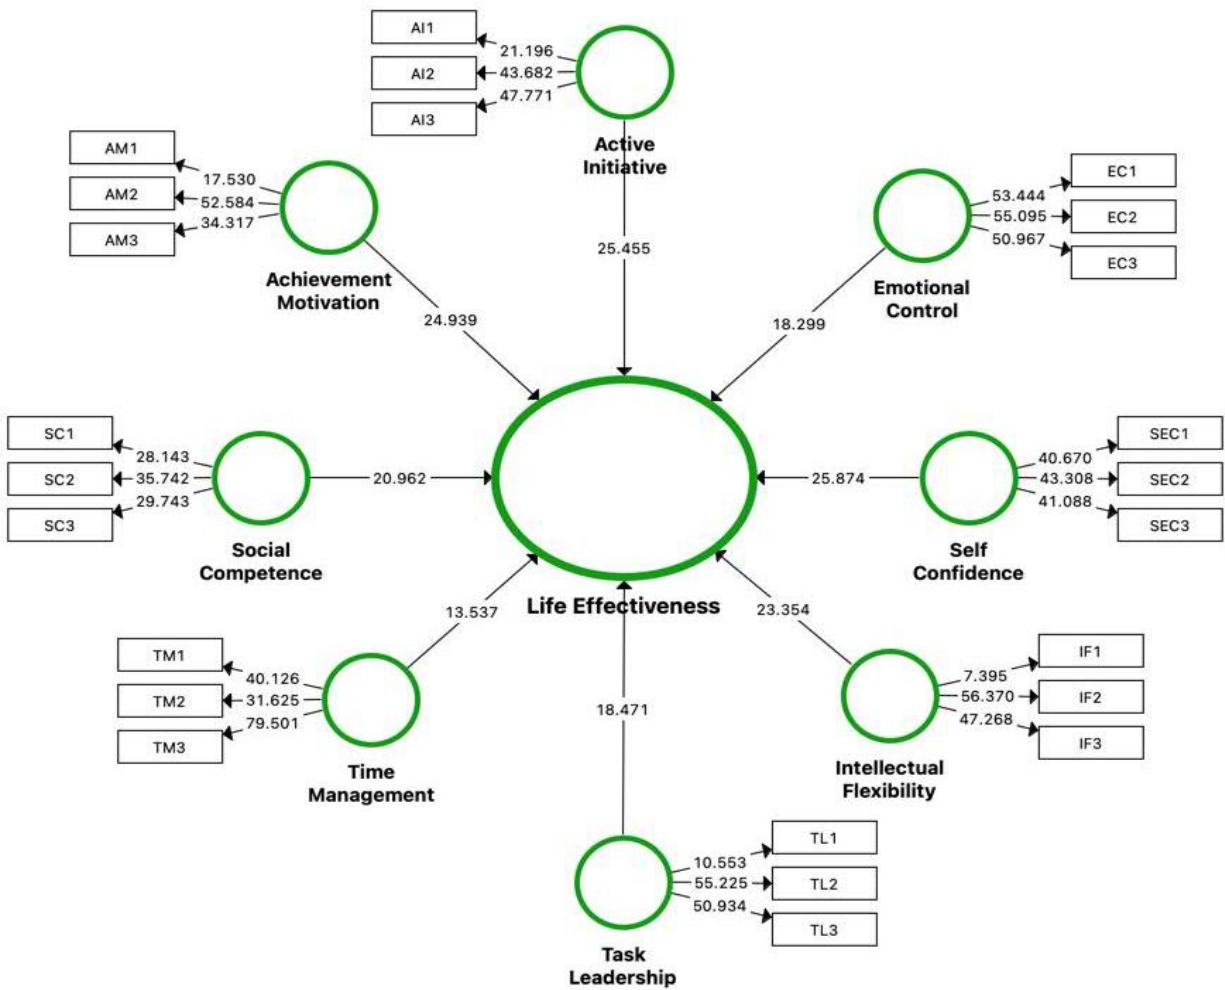 AI1
21.196
AI2
43.682
47.771
AI3
Active
Initiative
AM1
17.530
AM2
52.584
34.317
AM3
Achievement
Motivation
EC1
53.444
55.095
EC2
50.967
EC3
Emotional
Control
25.455
24.939
18.299
SC1
28.143
SC2
35.742
29.743
SC3
Social
Competence
20.962
25.874
SEC1
40.670
43.308
SEC2
41.088
SEC3
Self
Confidence
Life Effectiveness
13.537
23.354
TM1
40.126
TM2
31.625
79.501
TM3
Time
Management
18.471
IF1
7.395
56.370
IF2
47.268
IF3
Intellectual
Flexibility
TL1
10.553
55.225
TL2
50.934
TL3
Task
Leadership